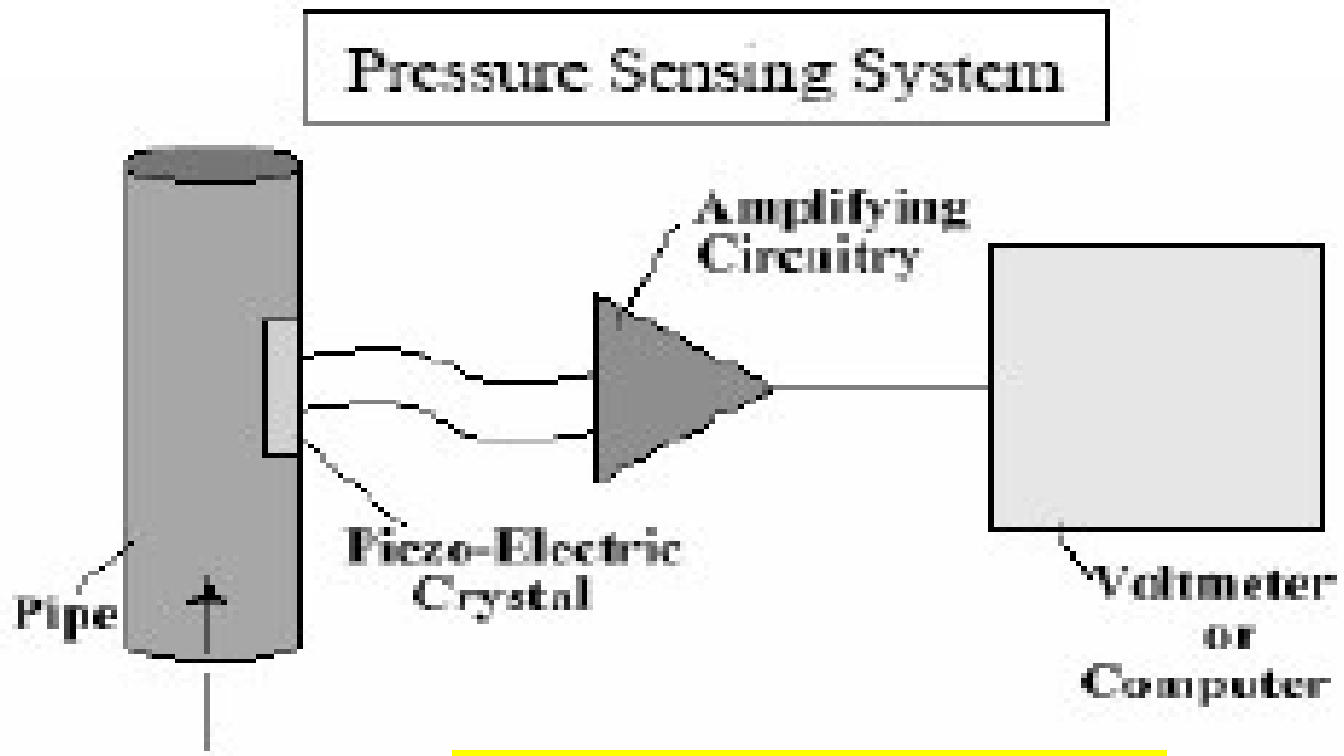 Pressure Sensing System
Amplifying
Circuitry
Piezo-Electric
Crystal
Pipe
Voltmeter
or
Computer